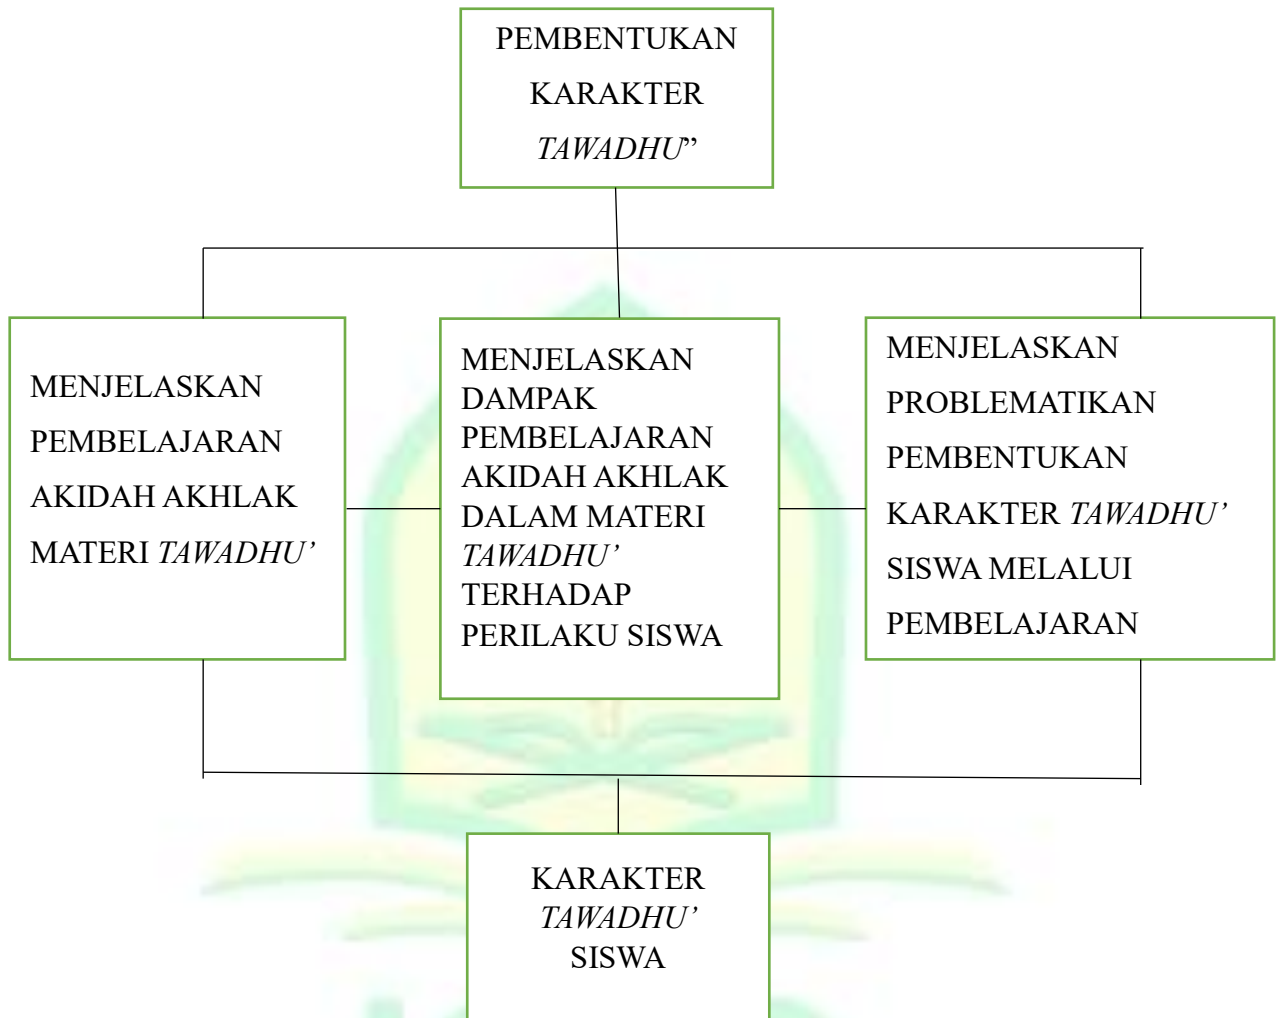 PEMBENTUKAN
KARAKTER
TAWADHU”
MENJELASKAN
PEMBELAJARAN
AKIDAH AKHLAK
MATERI TAWADHU’
MENJELASKAN
DAMPAK
PEMBELAJARAN
AKIDAH AKHLAK
DALAM MATERI
TAWADHU’
TERHADAP
PERILAKU SISWA
MENJELASKAN
PROBLEMATIKAN
PEMBENTUKAN
KARAKTER TAWADHU’
SISWA MELALUI
PEMBELAJARAN
KARAKTER
TAWADHU’
SISWA